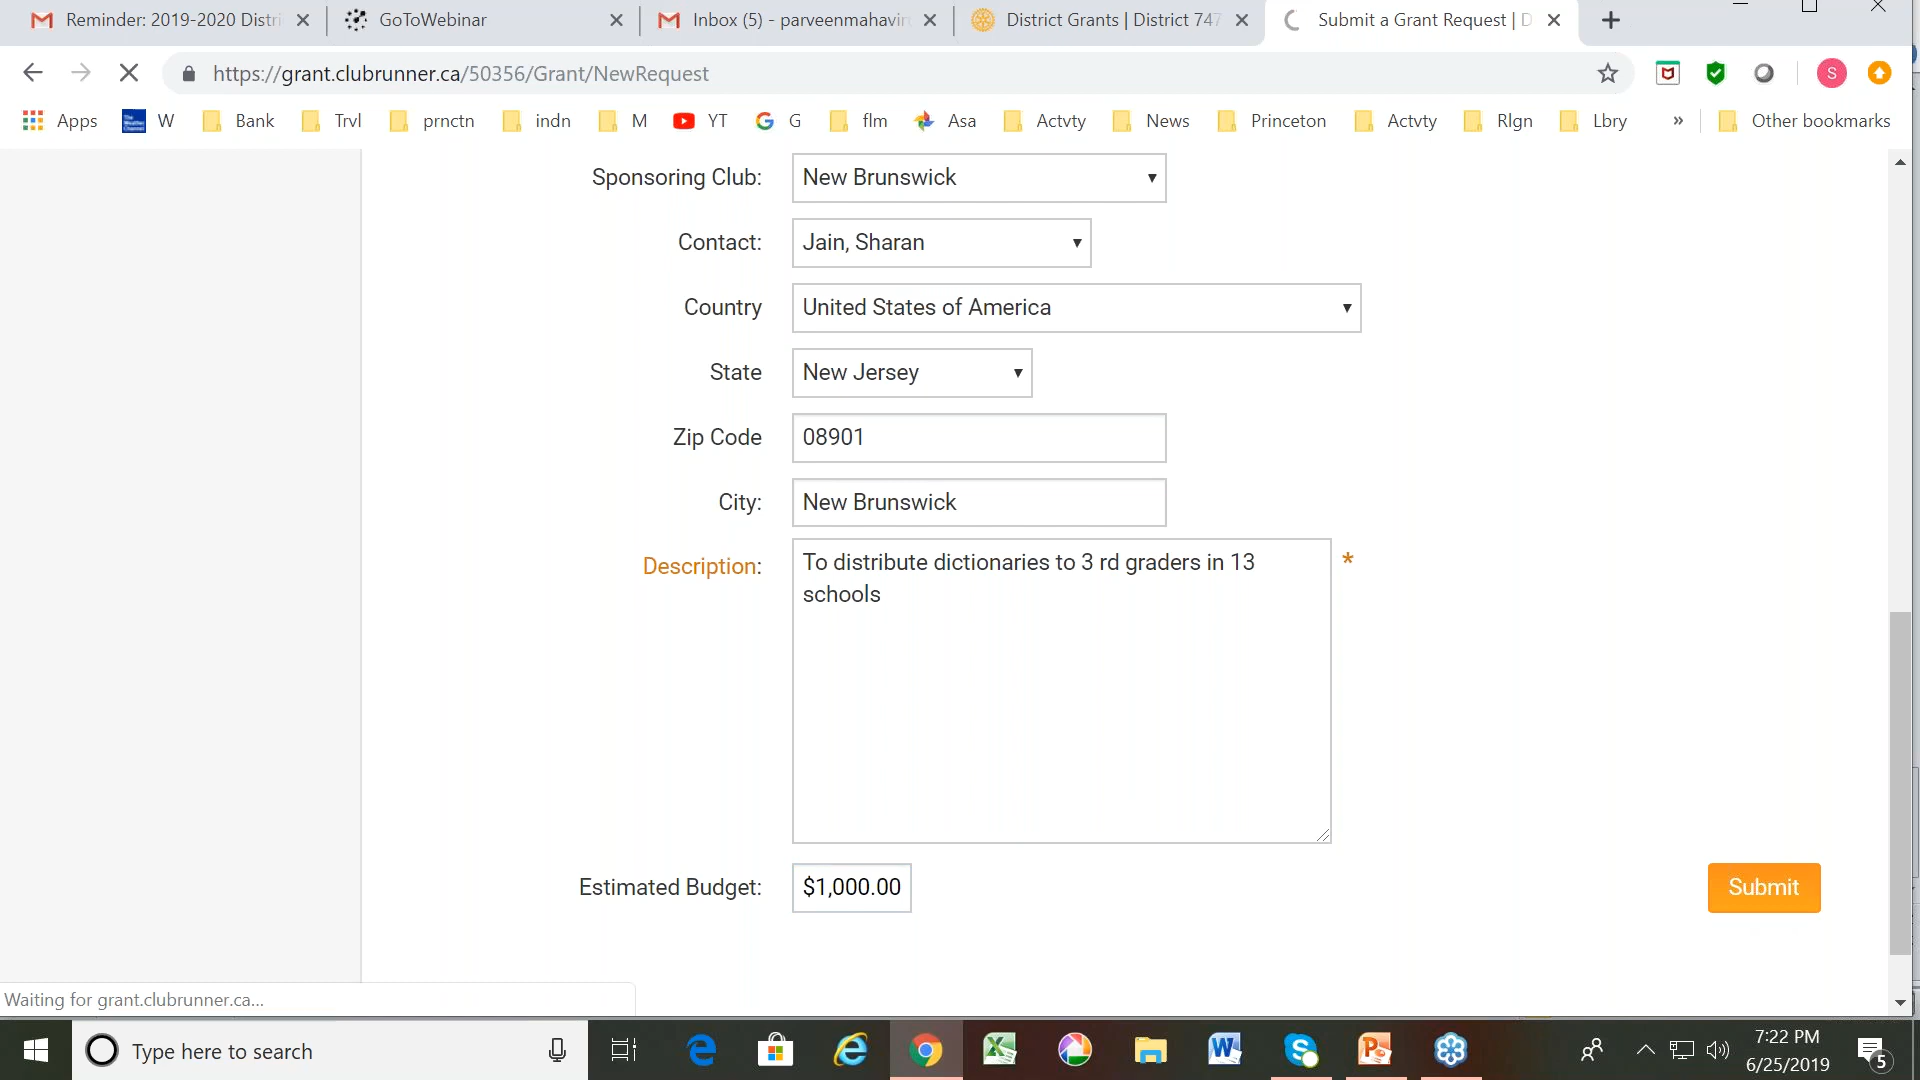 Reminder: 2019-2020 Distri
GoToWebinar
Inbox (5) - parveenmahavir
District Grants | District 747
Submit a Grant Request | D
https://grant.clubrunner.ca/50356/Grant/NewRequest
S
Apps
W
Bank
Trvl
prnctn
indn
M
YT
G
flm
Asa
Actvty
News
Princeton
Actvty
Rlgn
Lbry
»
Other bookmarks
Sponsoring Club: New Brunswick
Contact: Jain, Sharan
Country United States of America
State New Jersey
Zip Code 08901
City: New Brunswick
Description: To distribute dictionaries to 3 rd graders in 13 *
schools
Estimated Budget: $1,000.00
Submit
Waiting for grant.clubrunner.ca...
Type here to search
7:22 PM
6/25/2019
5